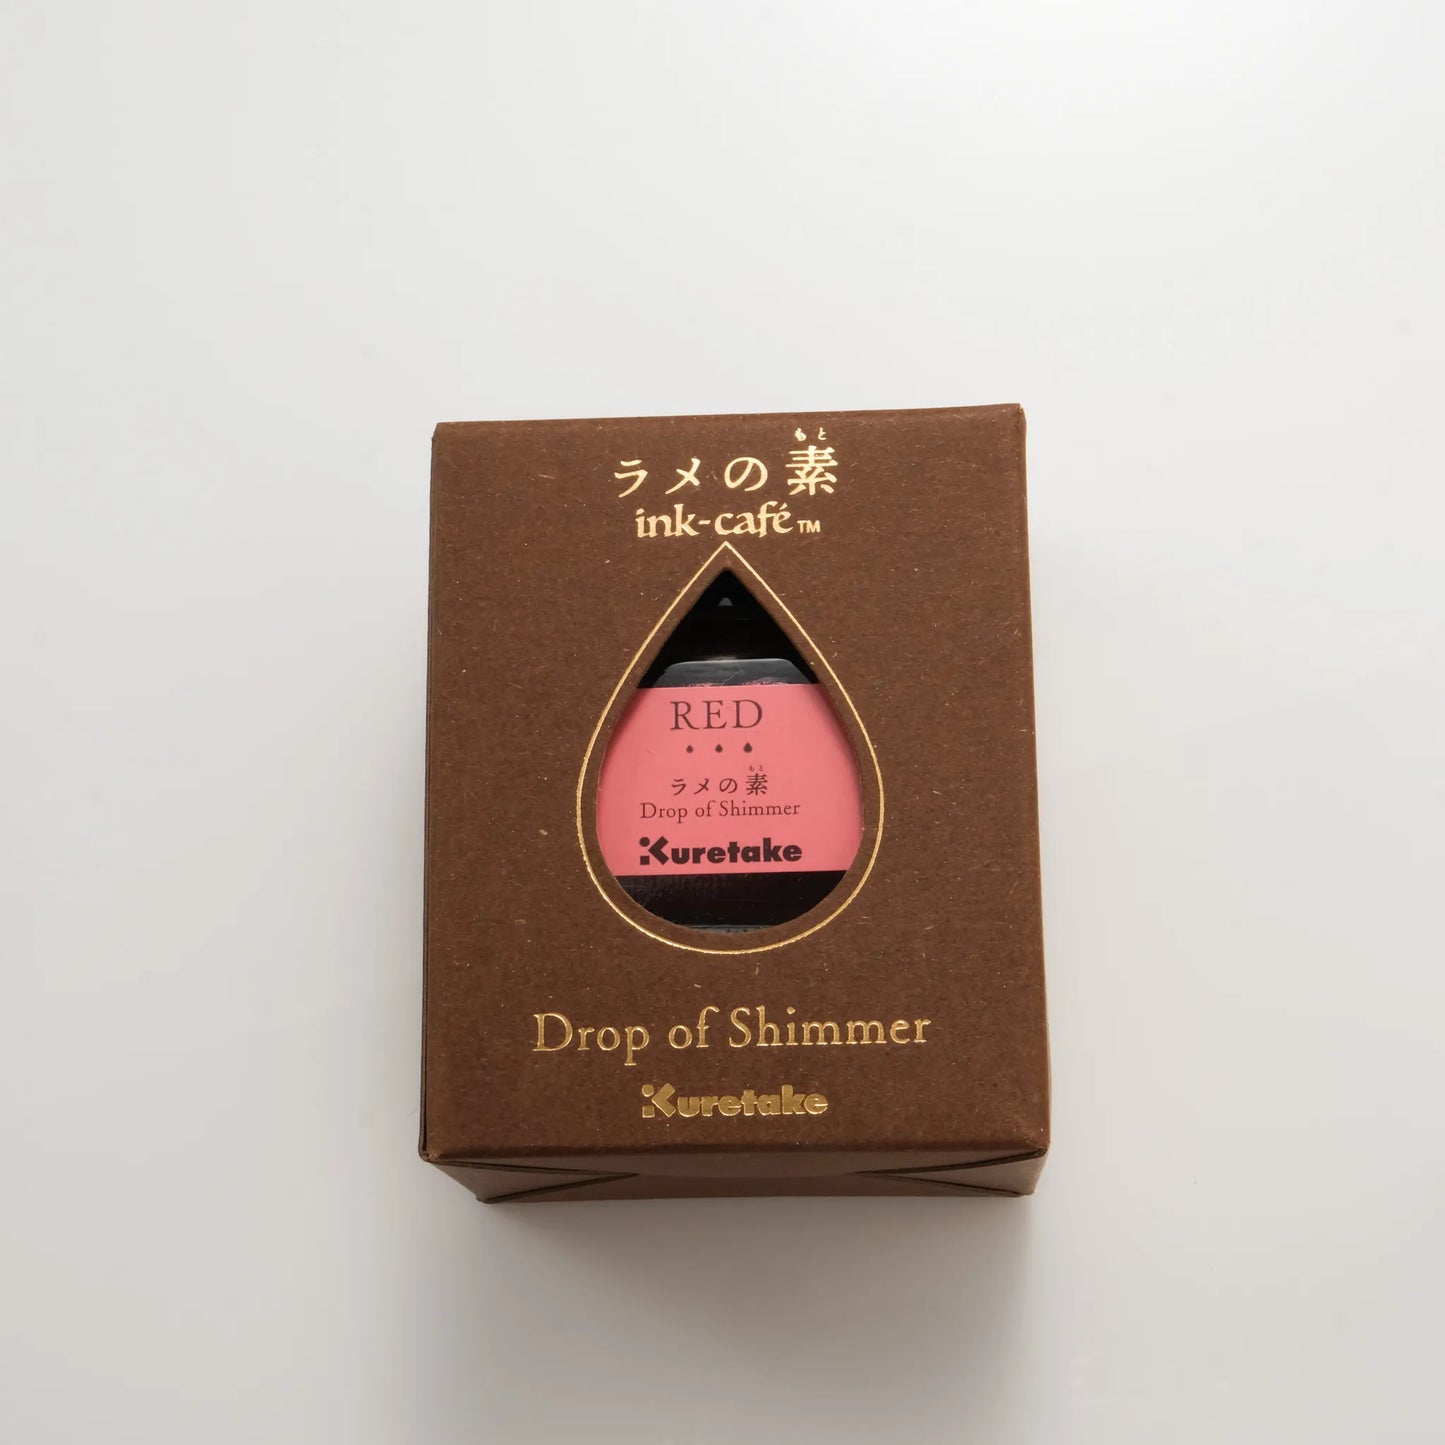 もと
ラメの素
ink-café™
RED
もと
ラメの素
Drop of Shimmer
Kuretake
Drop of Shimmer
Kuretake